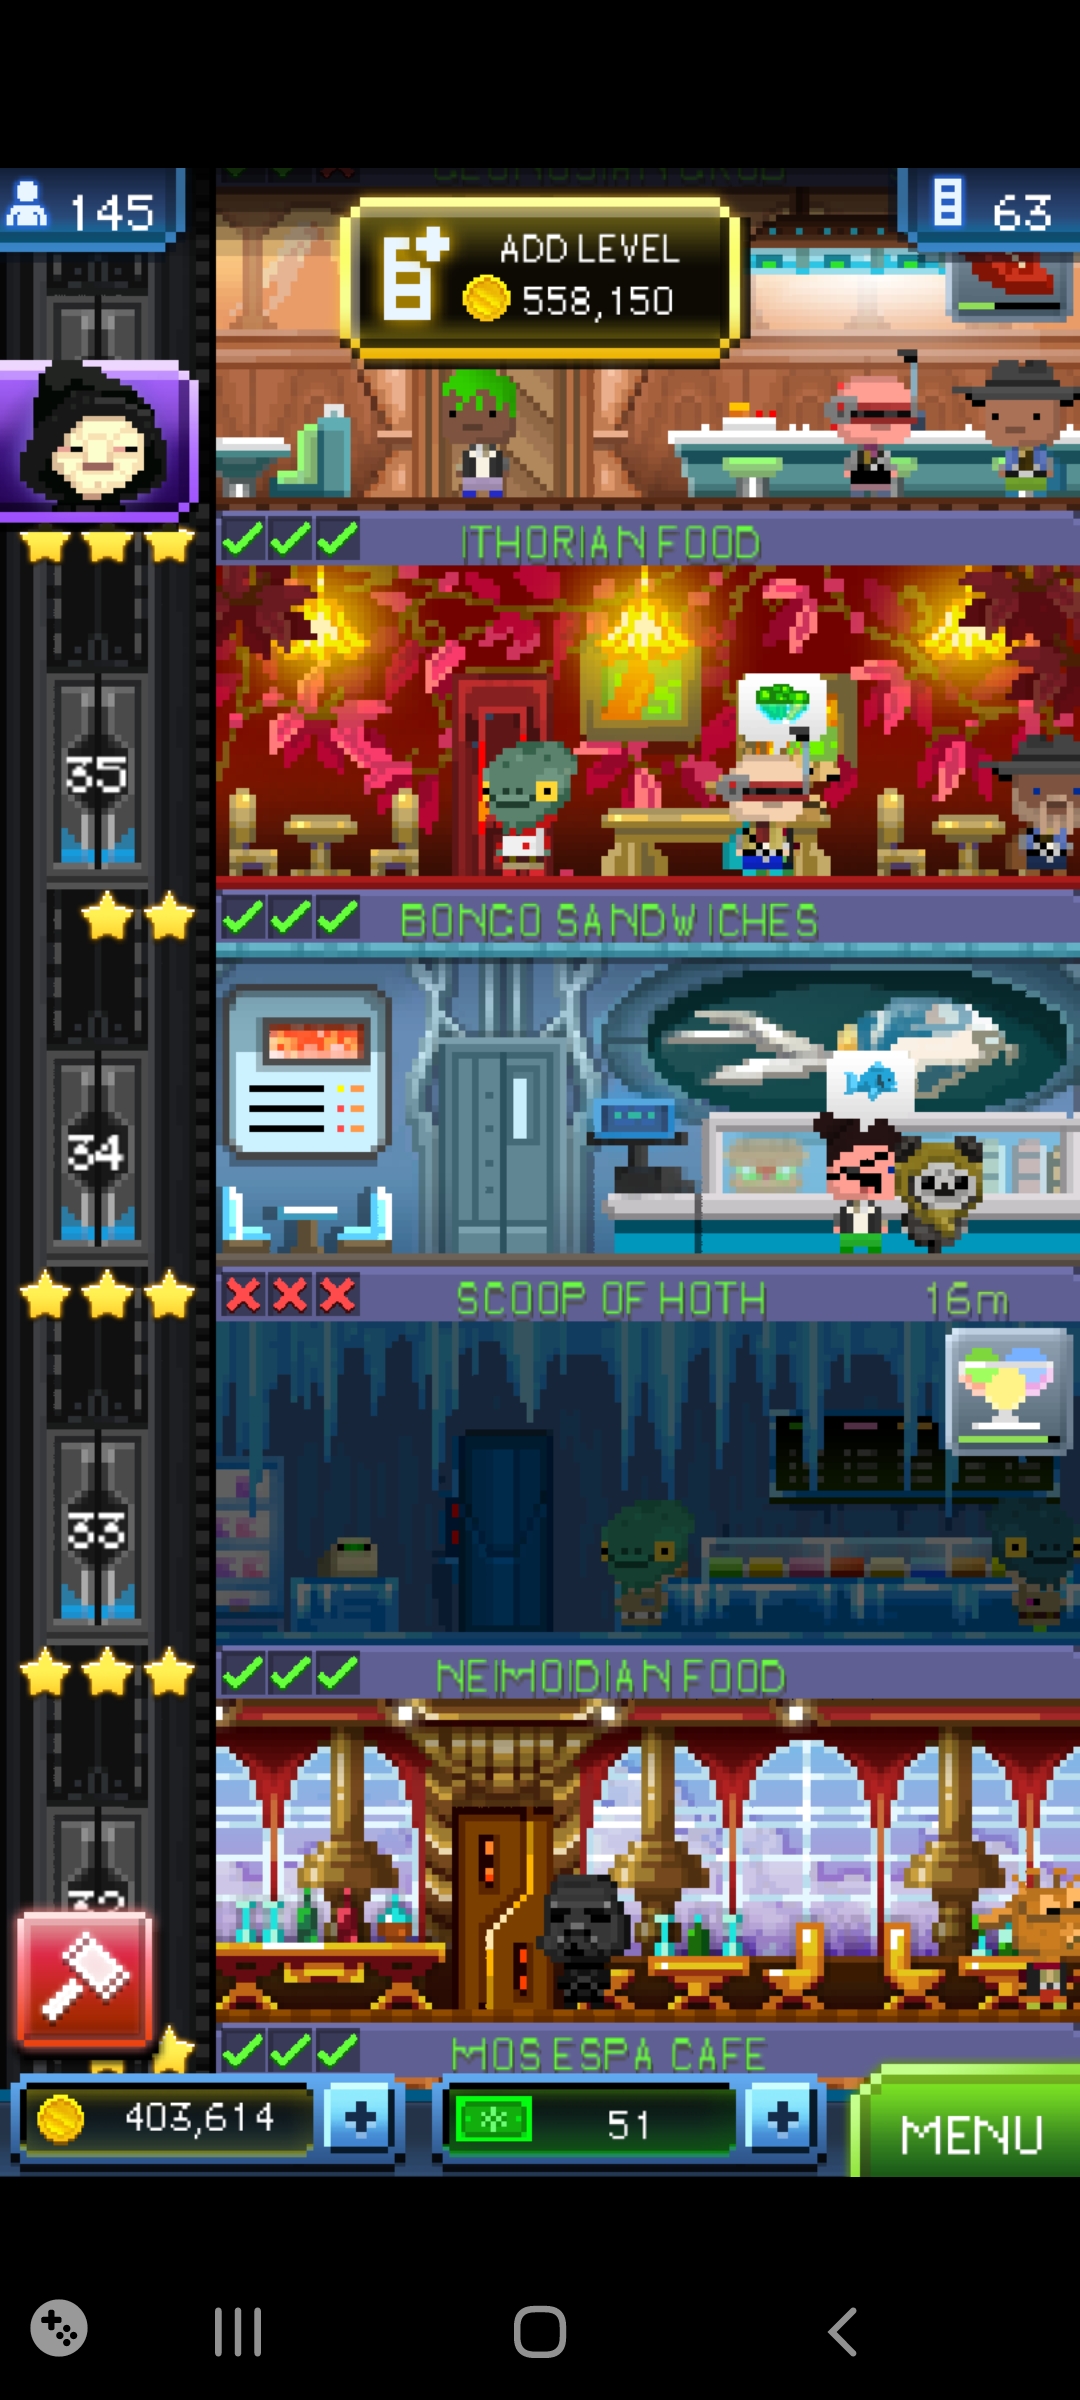 145
63
ADD LEVEL
558,150
ITHORIAN FOOD
35
BONGO SANDWICHES
34
SCOOP OF HOTH 16m
33
NEIMOIDIAN FOOD
32
MOS ESPA CAFE
403,614
51
MENU